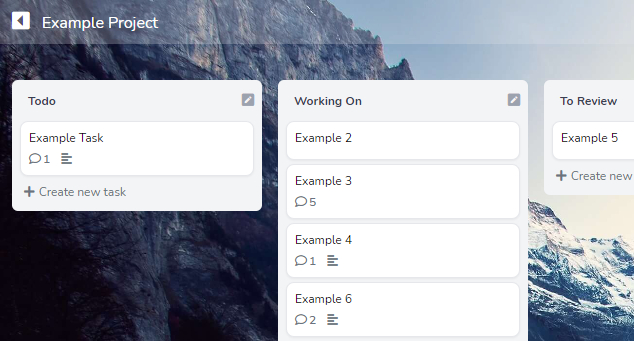 Example Project
Todo
Example Task
1
Create new task
Working On
Example 2
Example 3
5
Example 4
1
Example 6
2
To Review
Example 5
Create new